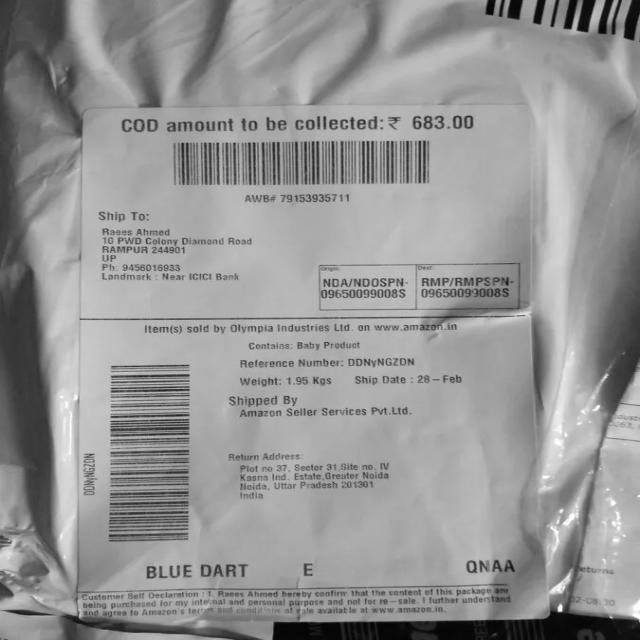 COD amount to be collected: ₹ 683.00
AWB# 79153935711
Ship To:
Raees Ahmed
10 PWD Colony Diamond Road
RAMPUR 244901
UP
Ph: 9456016933
Landmark : Near ICICI Bank
Origin: Dest:
NDA/NDOSPN- RMP/RMPSPN-
09650099008S 09650099008S
Item(s) sold by Olympia Industries Ltd. on www.amazon.in
Contains: Baby Product
Reference Number: DDNyNGZDN
Weight: 1.95 Kgs Ship Date : 28-Feb
Shipped By
Amazon Seller Services Pvt.Ltd.
DDNyNGZDN
Return Address:
Plot no 37, Sector 31,Site no. IV
Kasna Ind. Estate,Greater Noida
Noida, Uttar Pradesh 201301
India
BLUE DART E QNAA
Customer Self Declaration : I, Raees Ahmed hereby confirm that the content of this package are
being purchased for my internal and personal purpose and not for re-sale. I further understand
and agree to Amazon's terms and conditions of sale available at www.amazon.in.